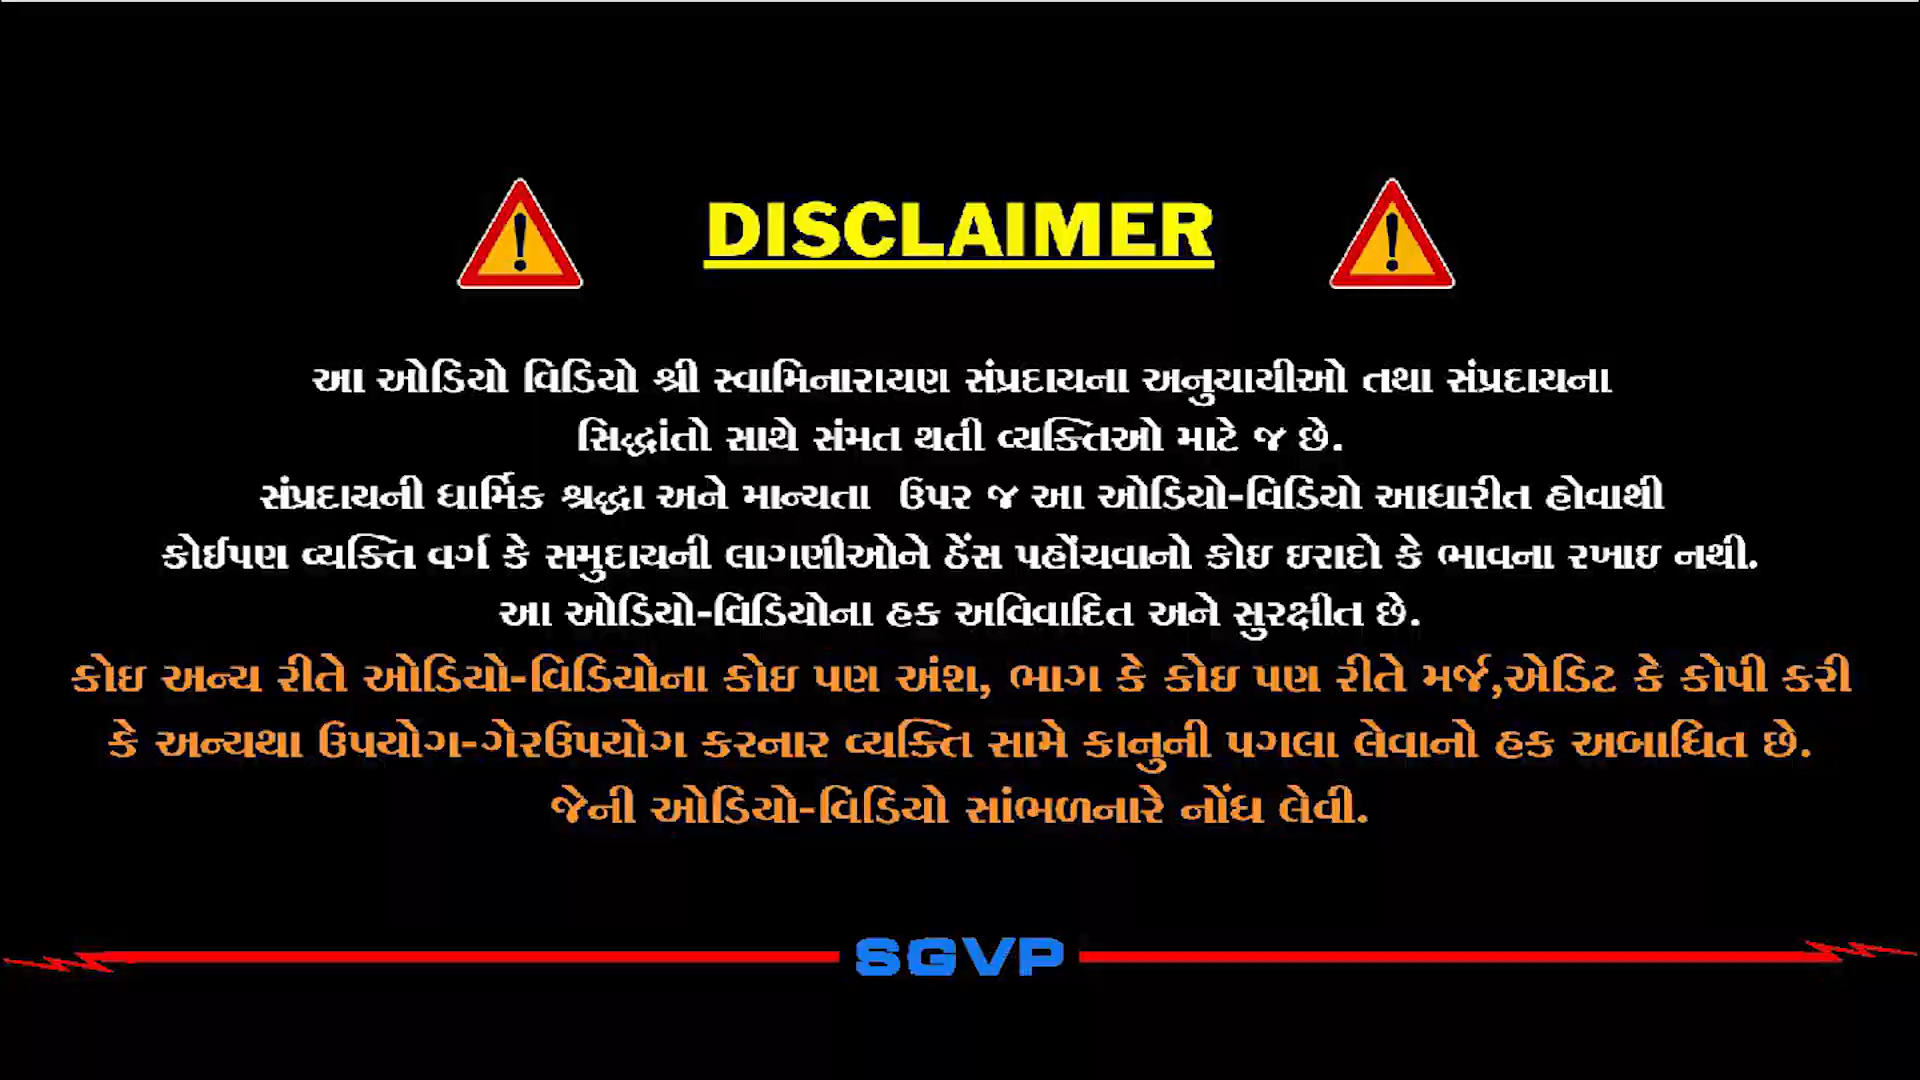 DISCLAIMER
આ ઓડિયો વિડિયો શ્રી સ્વામિનારાયણ સંપ્રદાયના અનુયાયીઓ તથા સંપ્રદાયના
સિદ્ધાંતો સાથે સંમત થતી વ્યક્તિઓ માટે જ છે.
સંપ્રદાયની ધાર્મિક શ્રદ્ધા અને માન્યતા ઉપર જ આ ઓડિયો-વિડિયો આધારીત હોવાથી
કોઈપણ વ્યક્તિ વર્ગ કે સમુદાયની લાગણીઓને ઠેંસ પહોંચવાનો કોઇ ઇરાદો કે ભાવના રખાઇ નથી.
આ ઓડિયો-વિડિયોના હક અવિવાદિત અને સુરક્ષીત છે.
કોઇ અન્ય રીતે ઓડિયો-વિડિયોના કોઇ પણ અંશ, ભાગ કે કોઇ પણ રીતે મર્જ,એડિટ કે કોપી કરી
કે અન્યથા ઉપયોગ-ગેરઉપયોગ કરનાર વ્યક્તિ સામે કાનુની પગલા લેવાનો હક અબાધિત છે.
જેની ઓડિયો-વિડિયો સાંભળનારે નોંધ લેવી.
SGVP